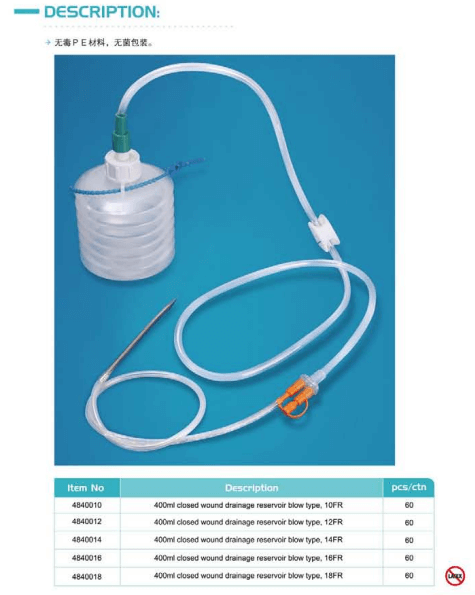 DESCRIPTION:
无毒PE材料，无菌包装。
Item No Description pcs/ctn
4840010 400ml closed wound drainage reservoir blow type, 10FR 60
4840012 400ml closed wound drainage reservoir blow type, 12FR 60
4840014 400ml closed wound drainage reservoir blow type, 14FR 60
4840016 400ml closed wound drainage reservoir blow type, 16FR 60
4840018 400ml closed wound drainage reservoir blow type, 18FR 60
LATEX